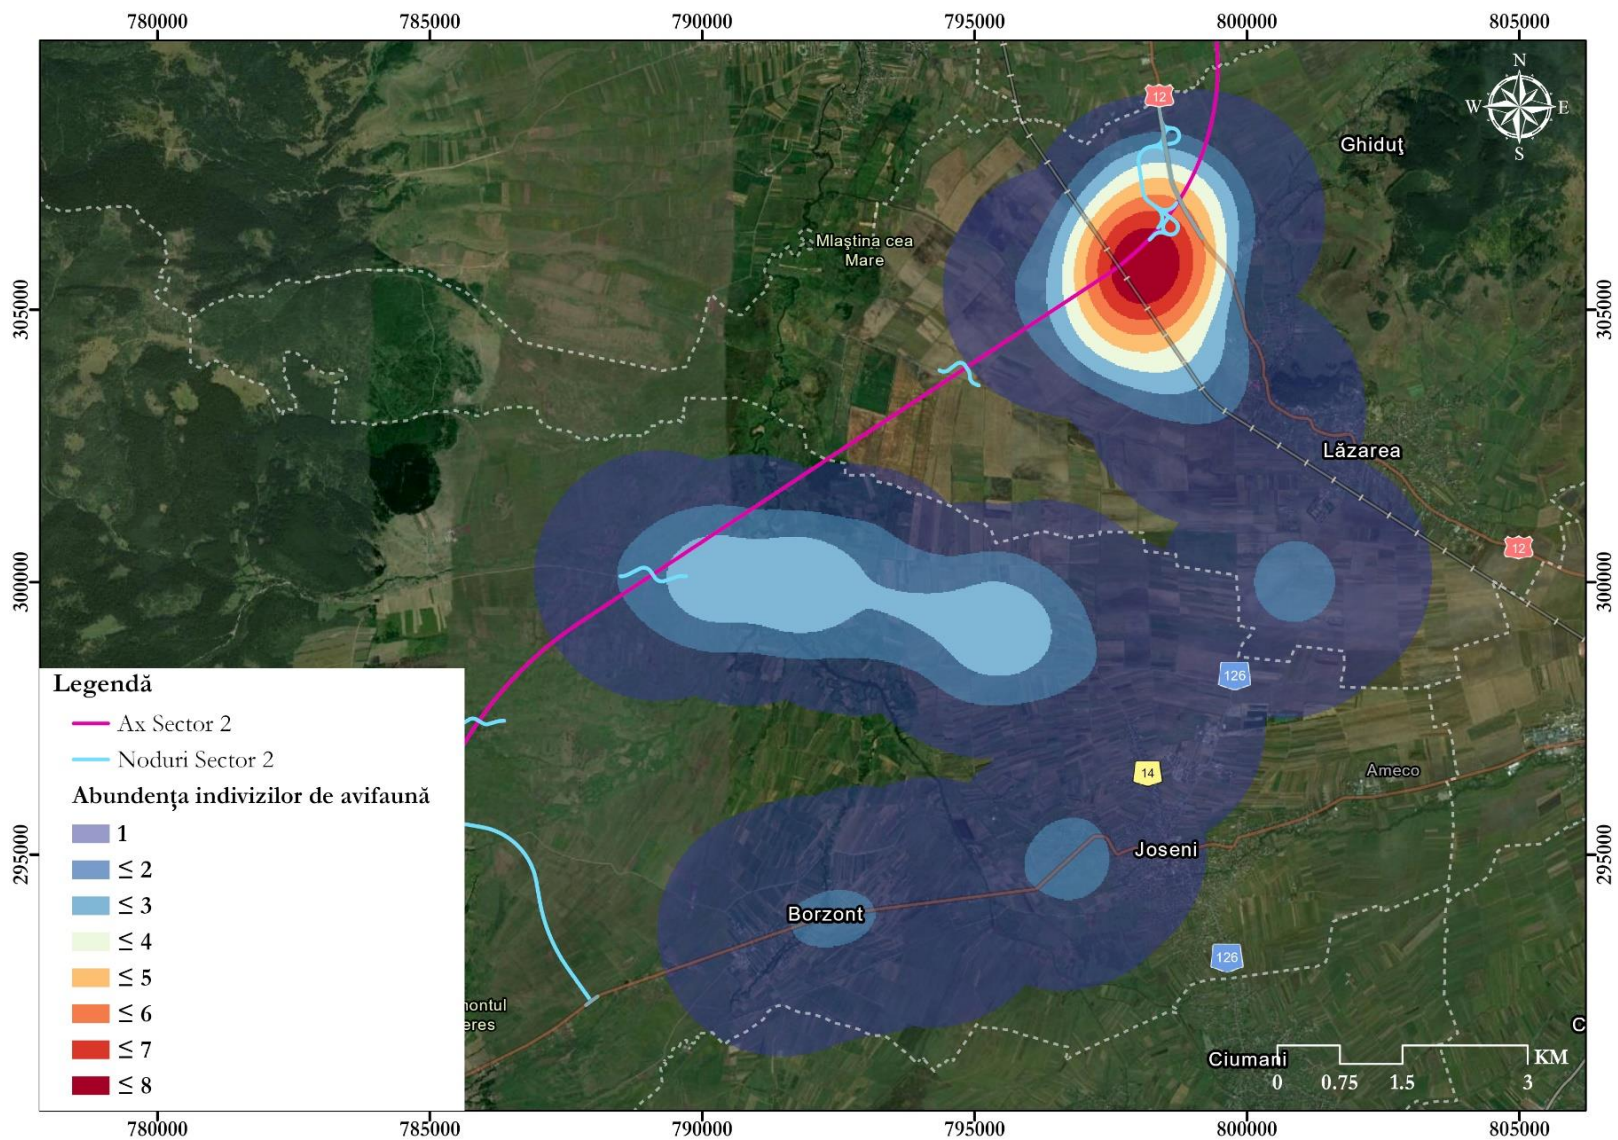 780000 785000 790000 795000 800000 805000
12
N
W E
S
Ghiduţ
Mlaştina cea
Mare
305000 305000
Lăzarea
12
300000 300000
126
Legendă
Ax Sector 2
Noduri Sector 2
Abundența indivizilor de avifaună
1
≤ 2
≤ 3
≤ 4
≤ 5
≤ 6
≤ 7
≤ 8
14
Ameco
295000 295000
Joseni
Borzont
126
Ciumani
KM
0 0.75 1.5 3
780000 785000 790000 795000 800000 805000